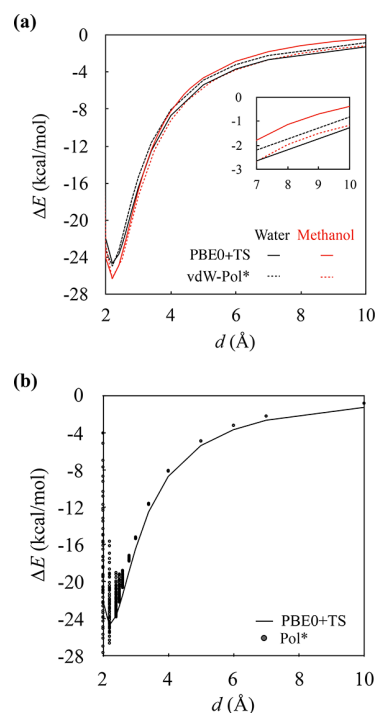 (a)
0
-4
-8
-12
-16
-20
-24
-28
ΔE (kcal/mol)
0
-1
-2
-3
7 8 9 10
Water Methanol
PBE0+TS
vdW-Pol*
2 4 6 8 10
d (Å)
(b)
0
-4
-8
-12
-16
-20
-24
-28
ΔE (kcal/mol)
PBE0+TS
Pol*
2 4 6 8 10
d (Å)